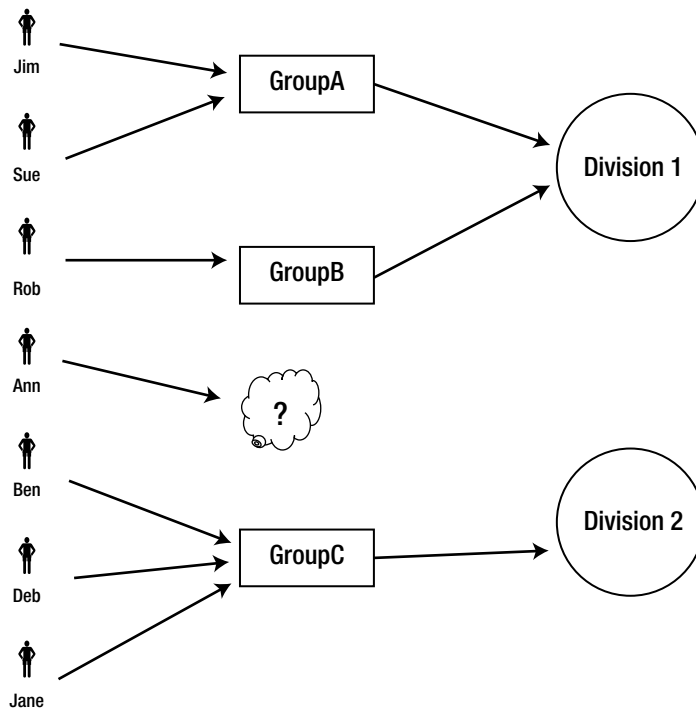 Jim
GroupA
Sue
Division 1
Rob
GroupB
Ann
?
Ben
GroupC
Division 2
Deb
Jane